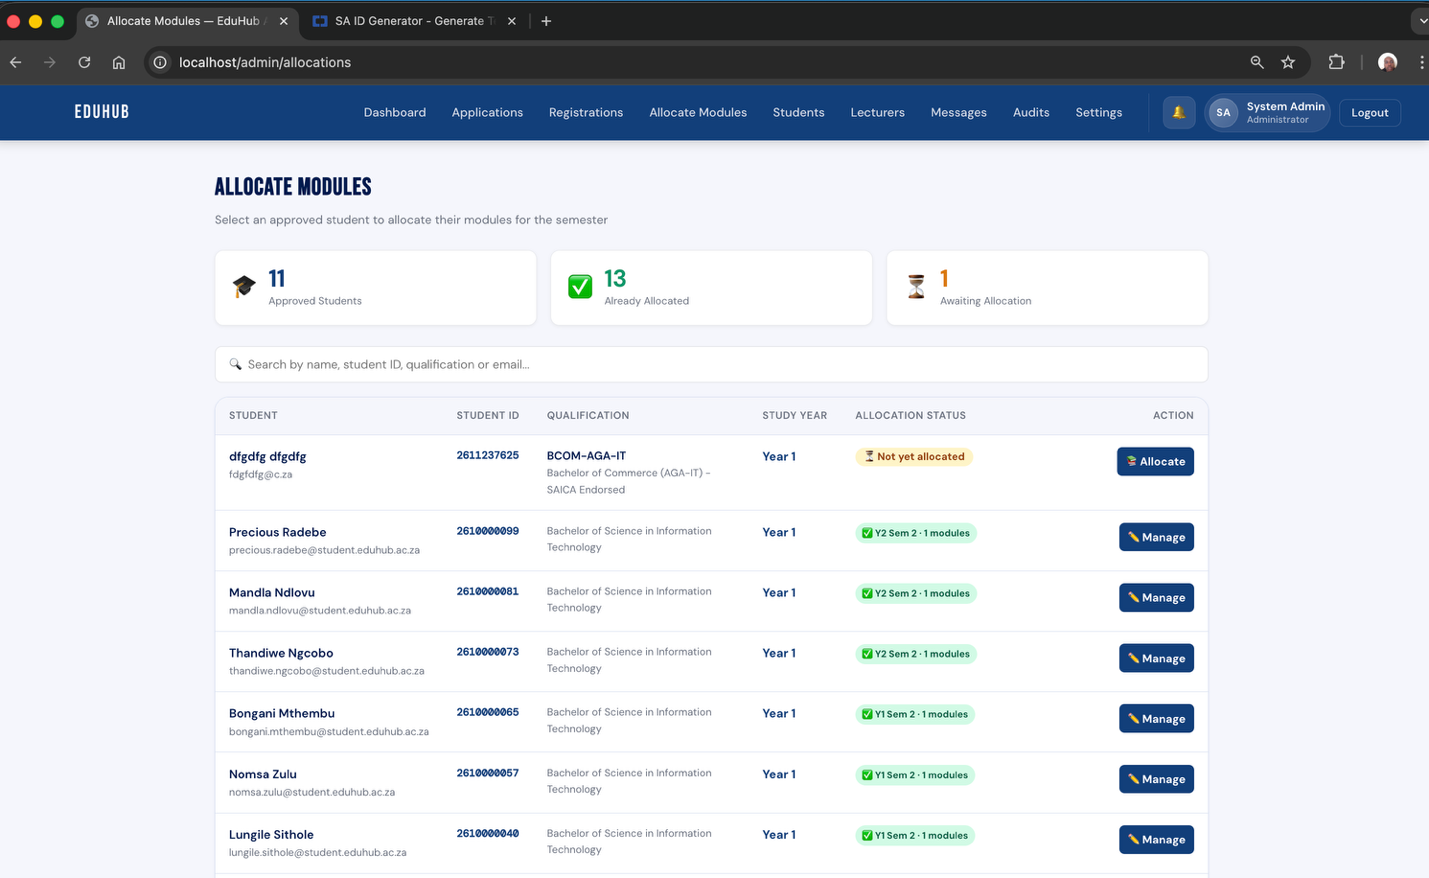 Allocate Modules — EduHub
SA ID Generator - Generate
localhost/admin/allocations
EDUHUB
Dashboard
Applications
Registrations
Allocate Modules
Students
Lecturers
Messages
Audits
Settings
SA
System Admin
Administrator
Logout
ALLOCATE MODULES
Select an approved student to allocate their modules for the semester
11
Approved Students
13
Already Allocated
1
Awaiting Allocation
Search by name, student ID, qualification or email...
STUDENT STUDENT ID QUALIFICATION STUDY YEAR ALLOCATION STATUS ACTION
dfgdfg dfgdfg 2611237625 BCOM-AGA-IT Year 1 Not yet allocated Allocate
fdgfdfg@c.za Bachelor of Commerce (AGA-IT) -
SAICA Endorsed
Precious Radebe 2610000099 Bachelor of Science in Information Year 1 Y2 Sem 2 · 1 modules Manage
precious.radebe@student.eduhub.ac.za Technology
Mandla Ndlovu 2610000081 Bachelor of Science in Information Year 1 Y2 Sem 2 · 1 modules Manage
mandla.ndlovu@student.eduhub.ac.za Technology
Thandiwe Ngcobo 2610000073 Bachelor of Science in Information Year 1 Y2 Sem 2 · 1 modules Manage
thandiwe.ngcobo@student.eduhub.ac.za Technology
Bongani Mthembu 2610000065 Bachelor of Science in Information Year 1 Y1 Sem 2 · 1 modules Manage
bongani.mthembu@student.eduhub.ac.za Technology
Nomsa Zulu 2610000057 Bachelor of Science in Information Year 1 Y1 Sem 2 · 1 modules Manage
nomsa.zulu@student.eduhub.ac.za Technology
Lungile Sithole 2610000040 Bachelor of Science in Information Year 1 Y1 Sem 2 · 1 modules Manage
lungile.sithole@student.eduhub.ac.za Technology